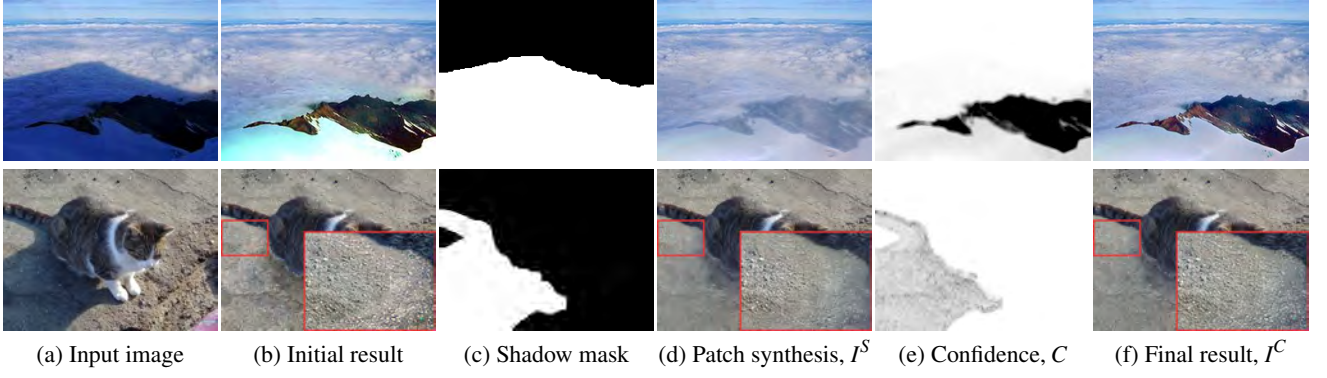 (a) Input image
(b) Initial result
(c) Shadow mask
(d) Patch synthesis, I^S
(e) Confidence, C
(f) Final result, I^C